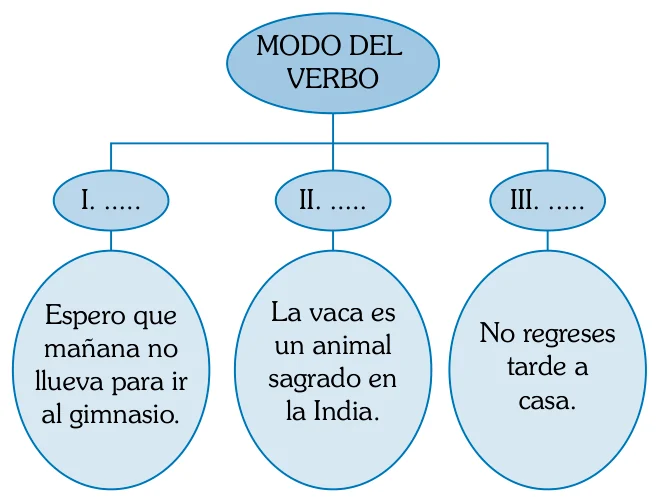 MODO DEL
VERBO
I. .....
II. .....
III. .....
Espero que
mañana no
llueva para ir
al gimnasio.
La vaca es
un animal
sagrado en
la India.
No regreses
tarde a
casa.